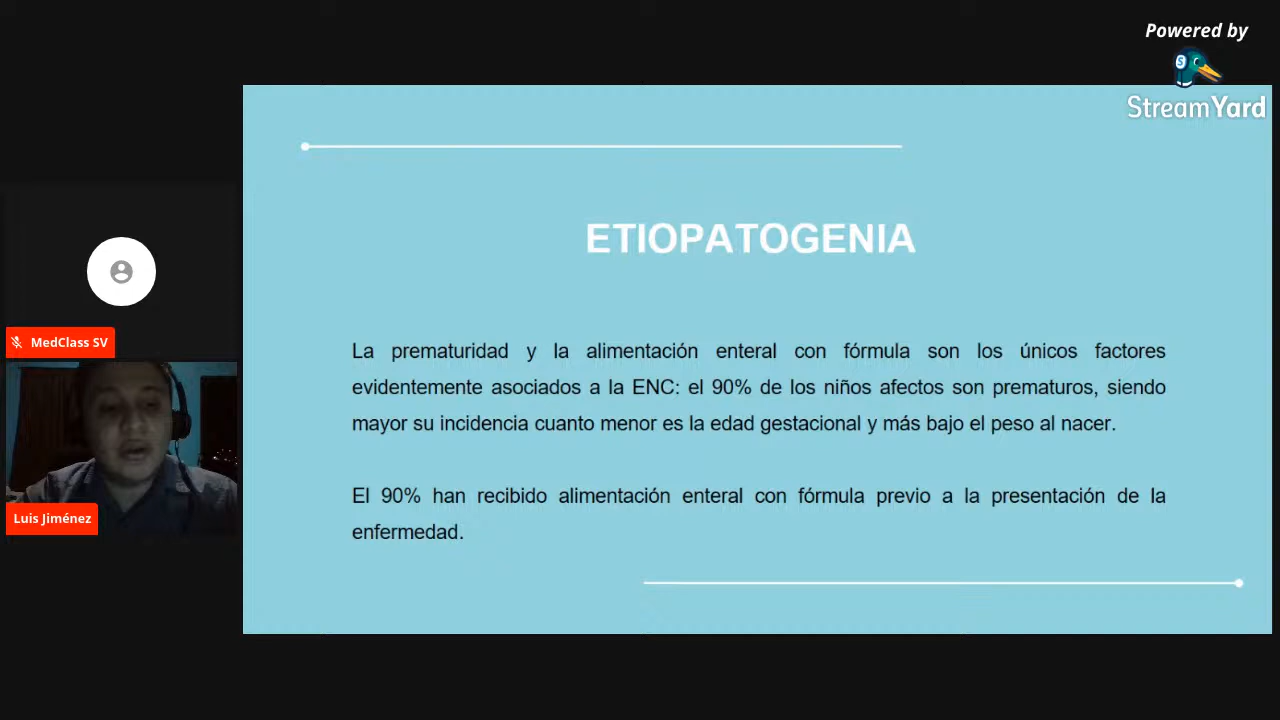 Powered by
StreamYard
ETIOPATOGENIA
La prematuridad y la alimentación enteral con fórmula son los únicos factores
evidentemente asociados a la ENC: el 90% de los niños afectos son prematuros, siendo
mayor su incidencia cuanto menor es la edad gestacional y más bajo el peso al nacer.
El 90% han recibido alimentación enteral con fórmula previo a la presentación de la
enfermedad.
MedClass SV
Luis Jiménez